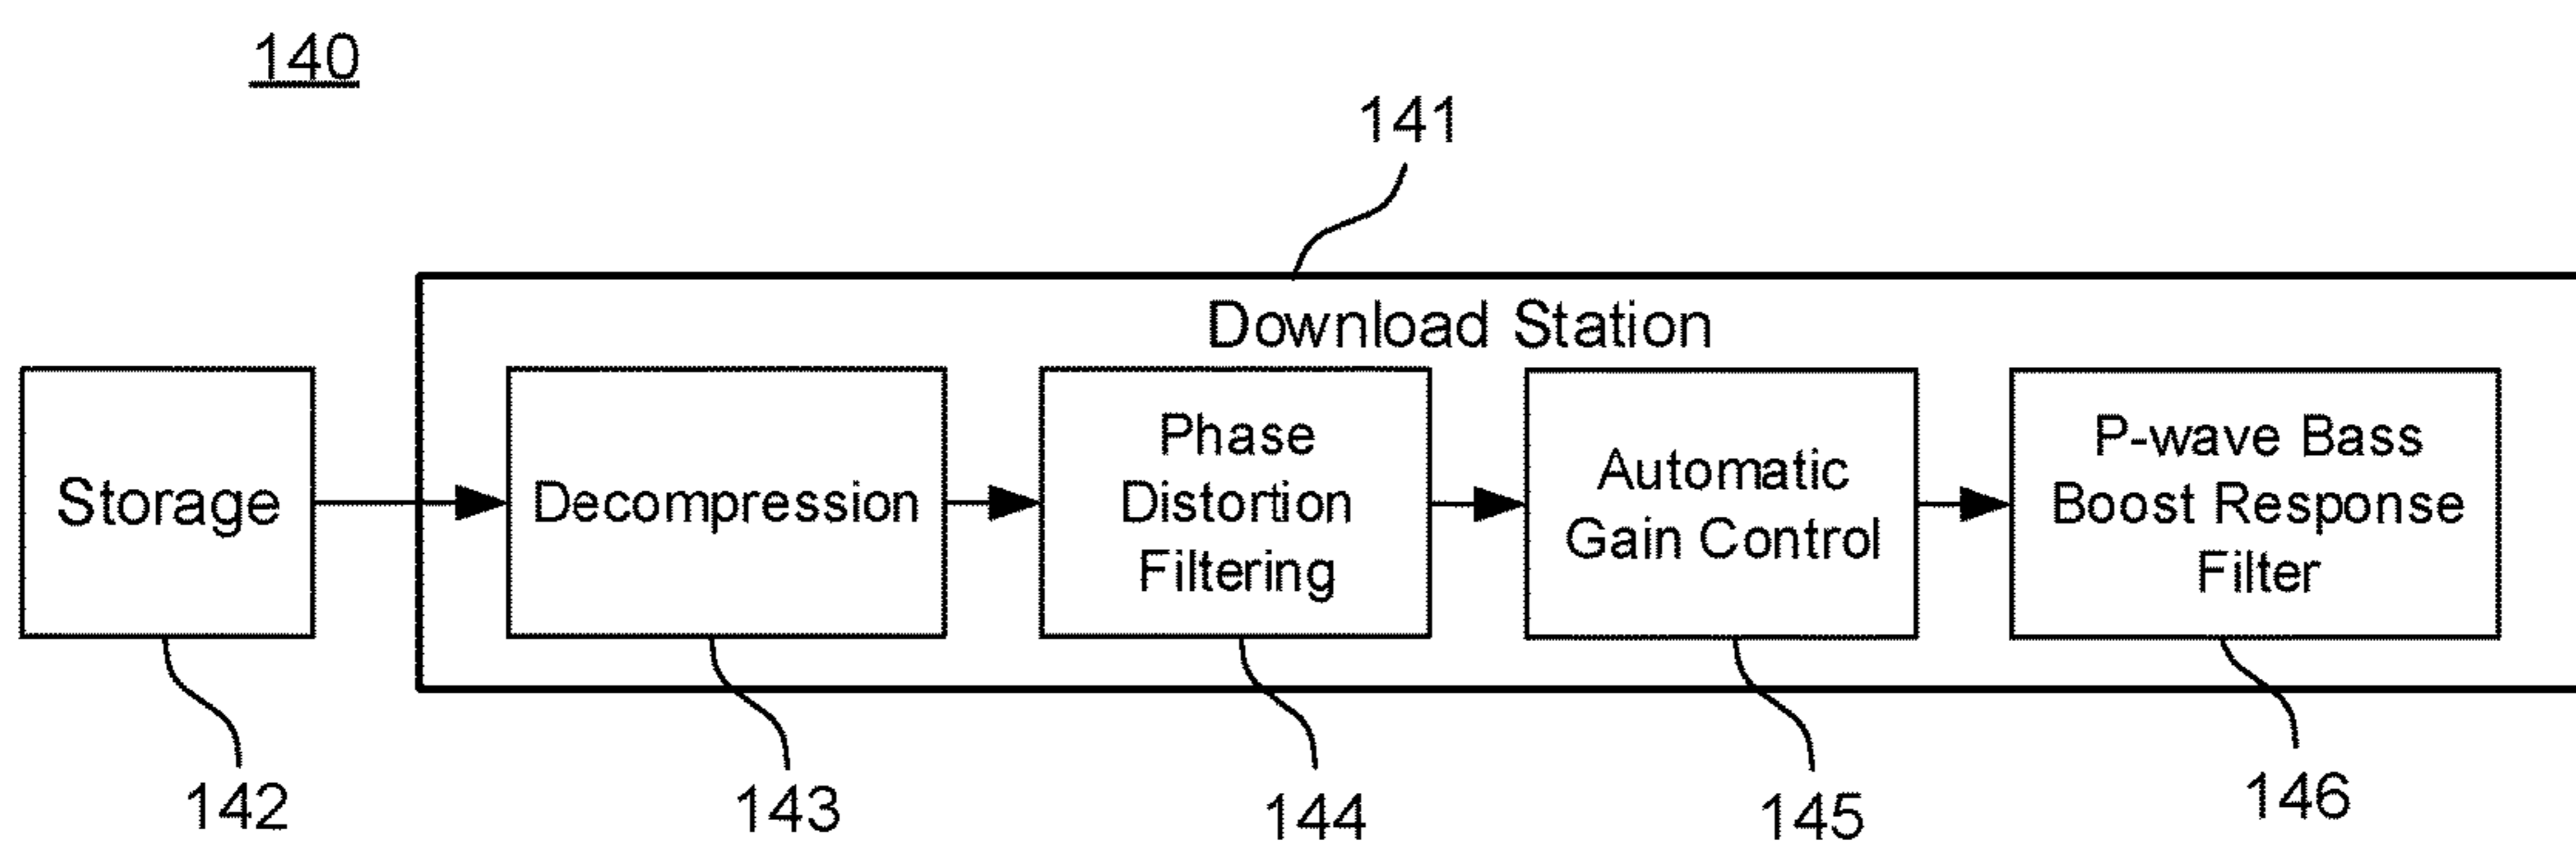 140
141
Download Station
Storage
Decompression
Phase
Distortion
Filtering
Automatic
Gain Control
P-wave Bass
Boost Response
Filter
142
143
144
145
146